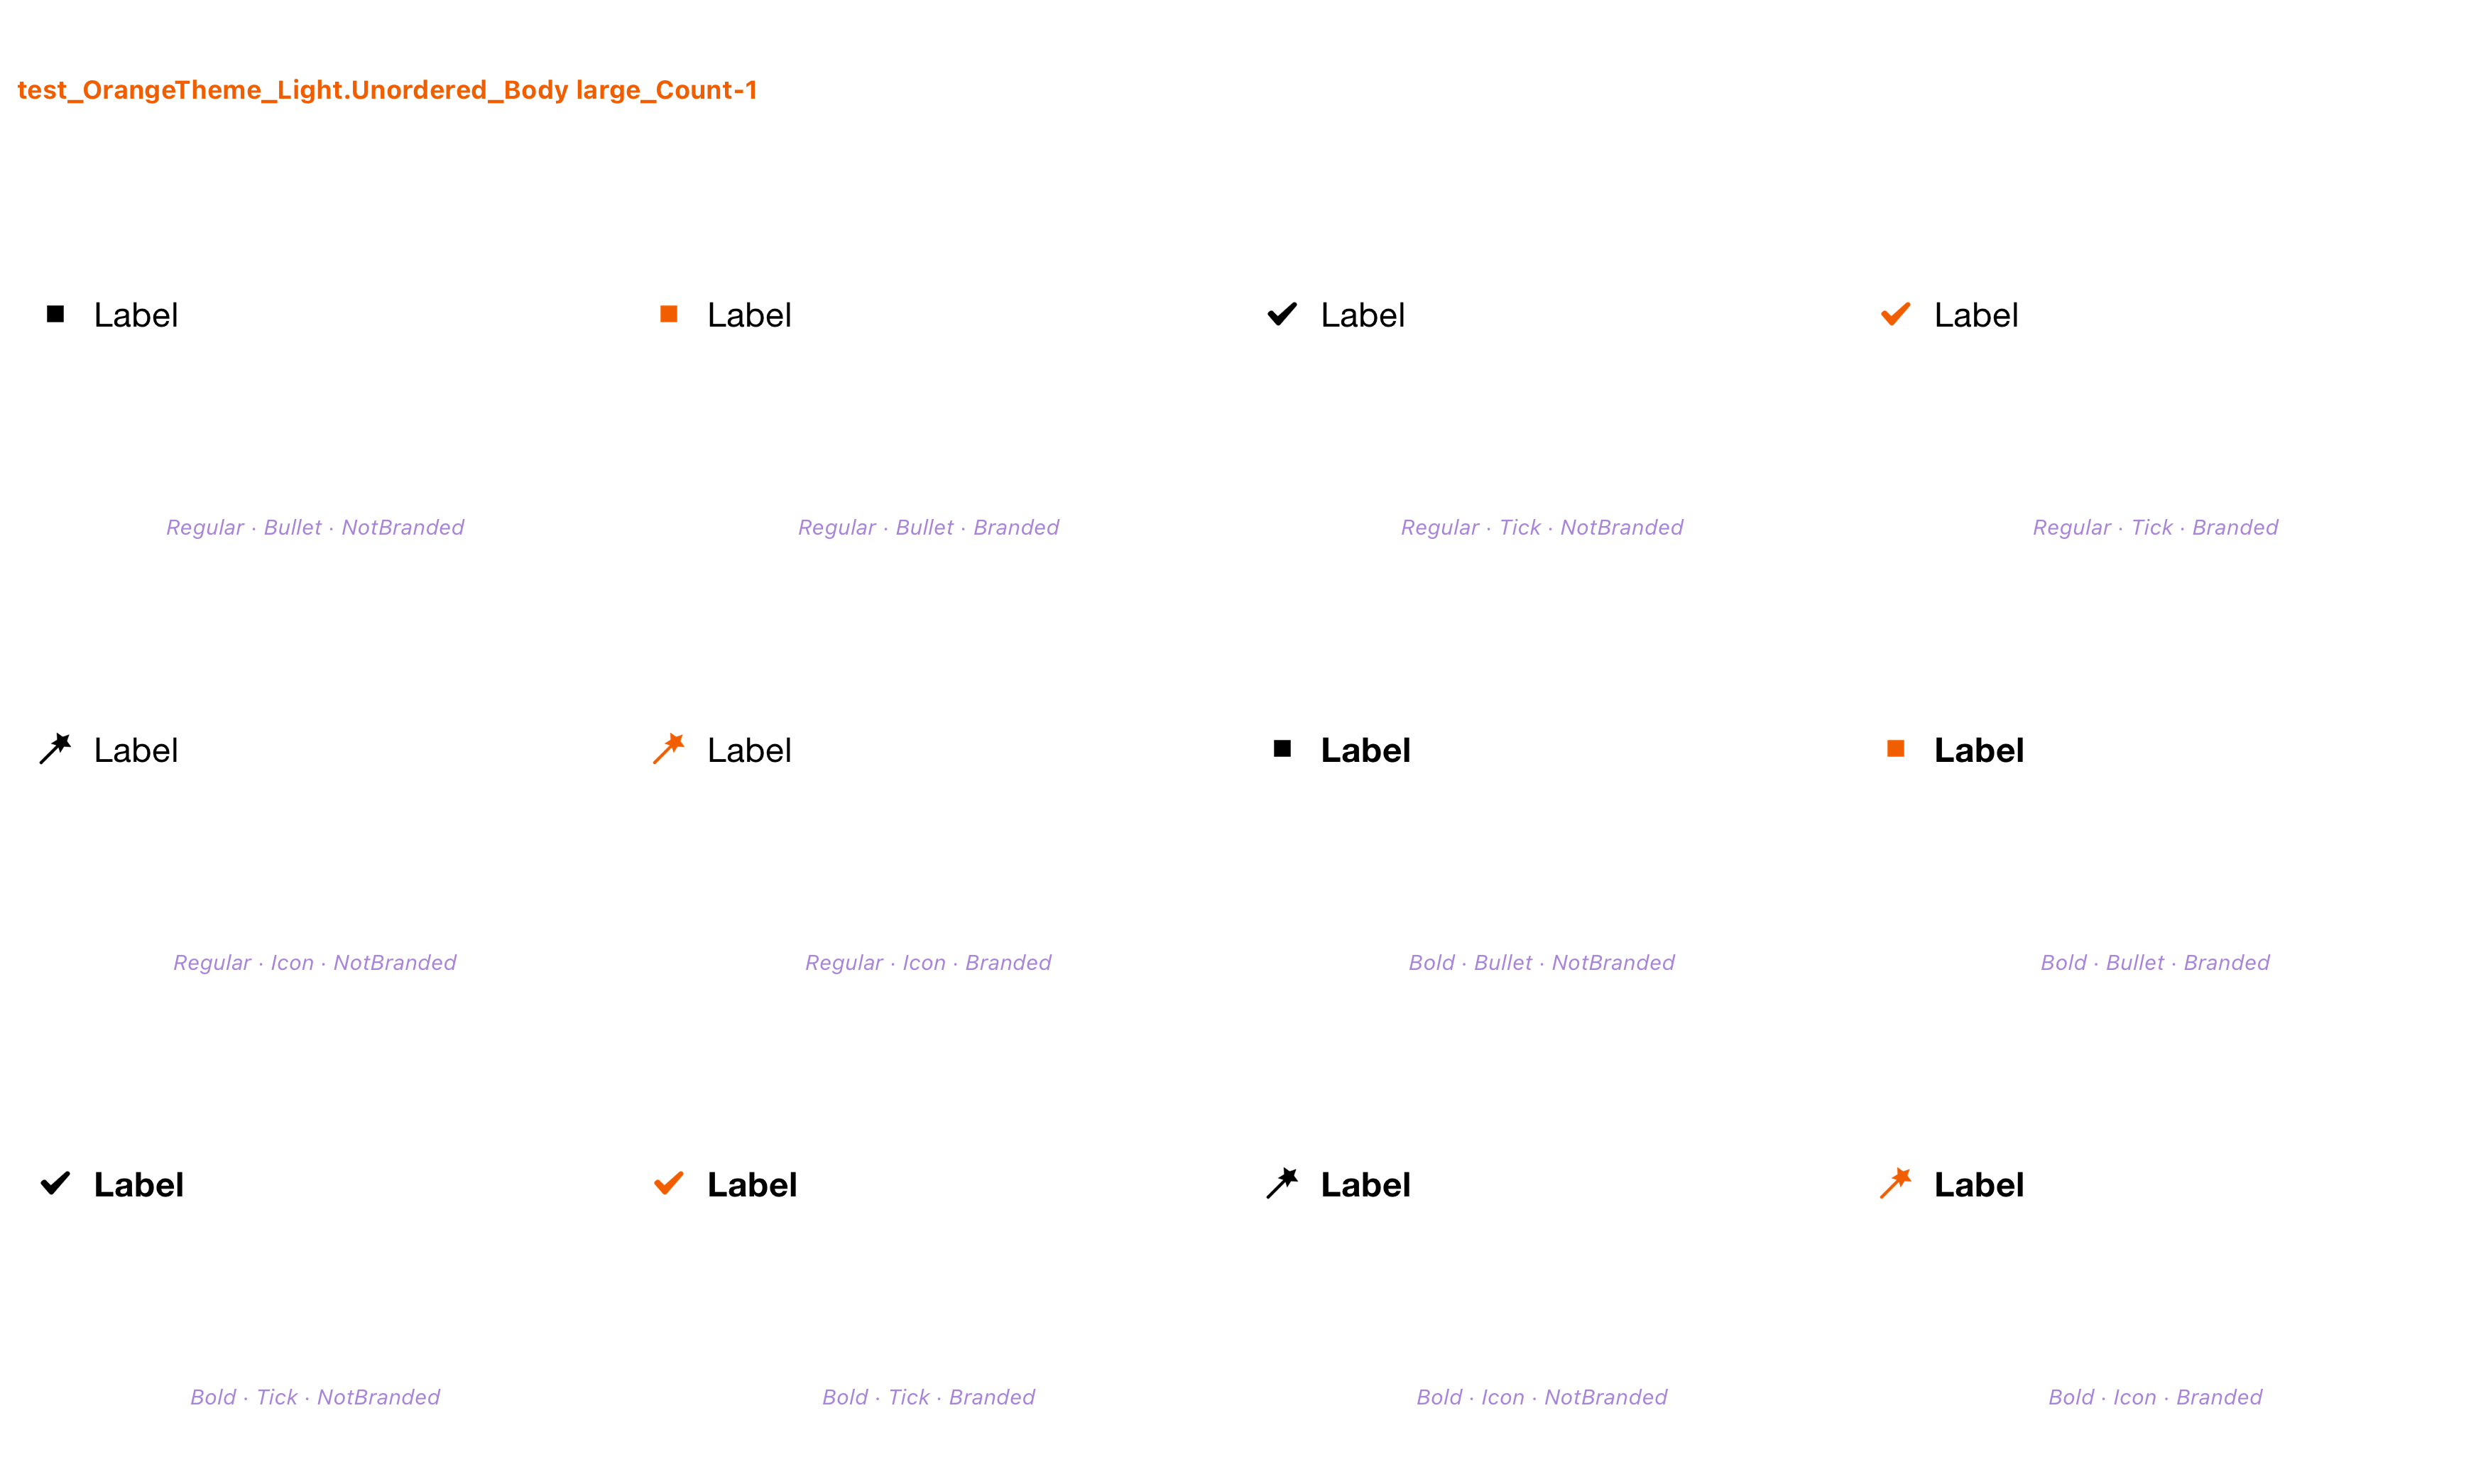 test_OrangeTheme_Light.Unordered_Body large_Count-1
Label
Label
Label
Label
Regular · Bullet · NotBranded
Regular · Bullet · Branded
Regular · Tick · NotBranded
Regular · Tick · Branded
Label
Label
Label
Label
Regular · Icon · NotBranded
Regular · Icon · Branded
Bold · Bullet · NotBranded
Bold · Bullet · Branded
Label
Label
Label
Label
Bold · Tick · NotBranded
Bold · Tick · Branded
Bold · Icon · NotBranded
Bold · Icon · Branded